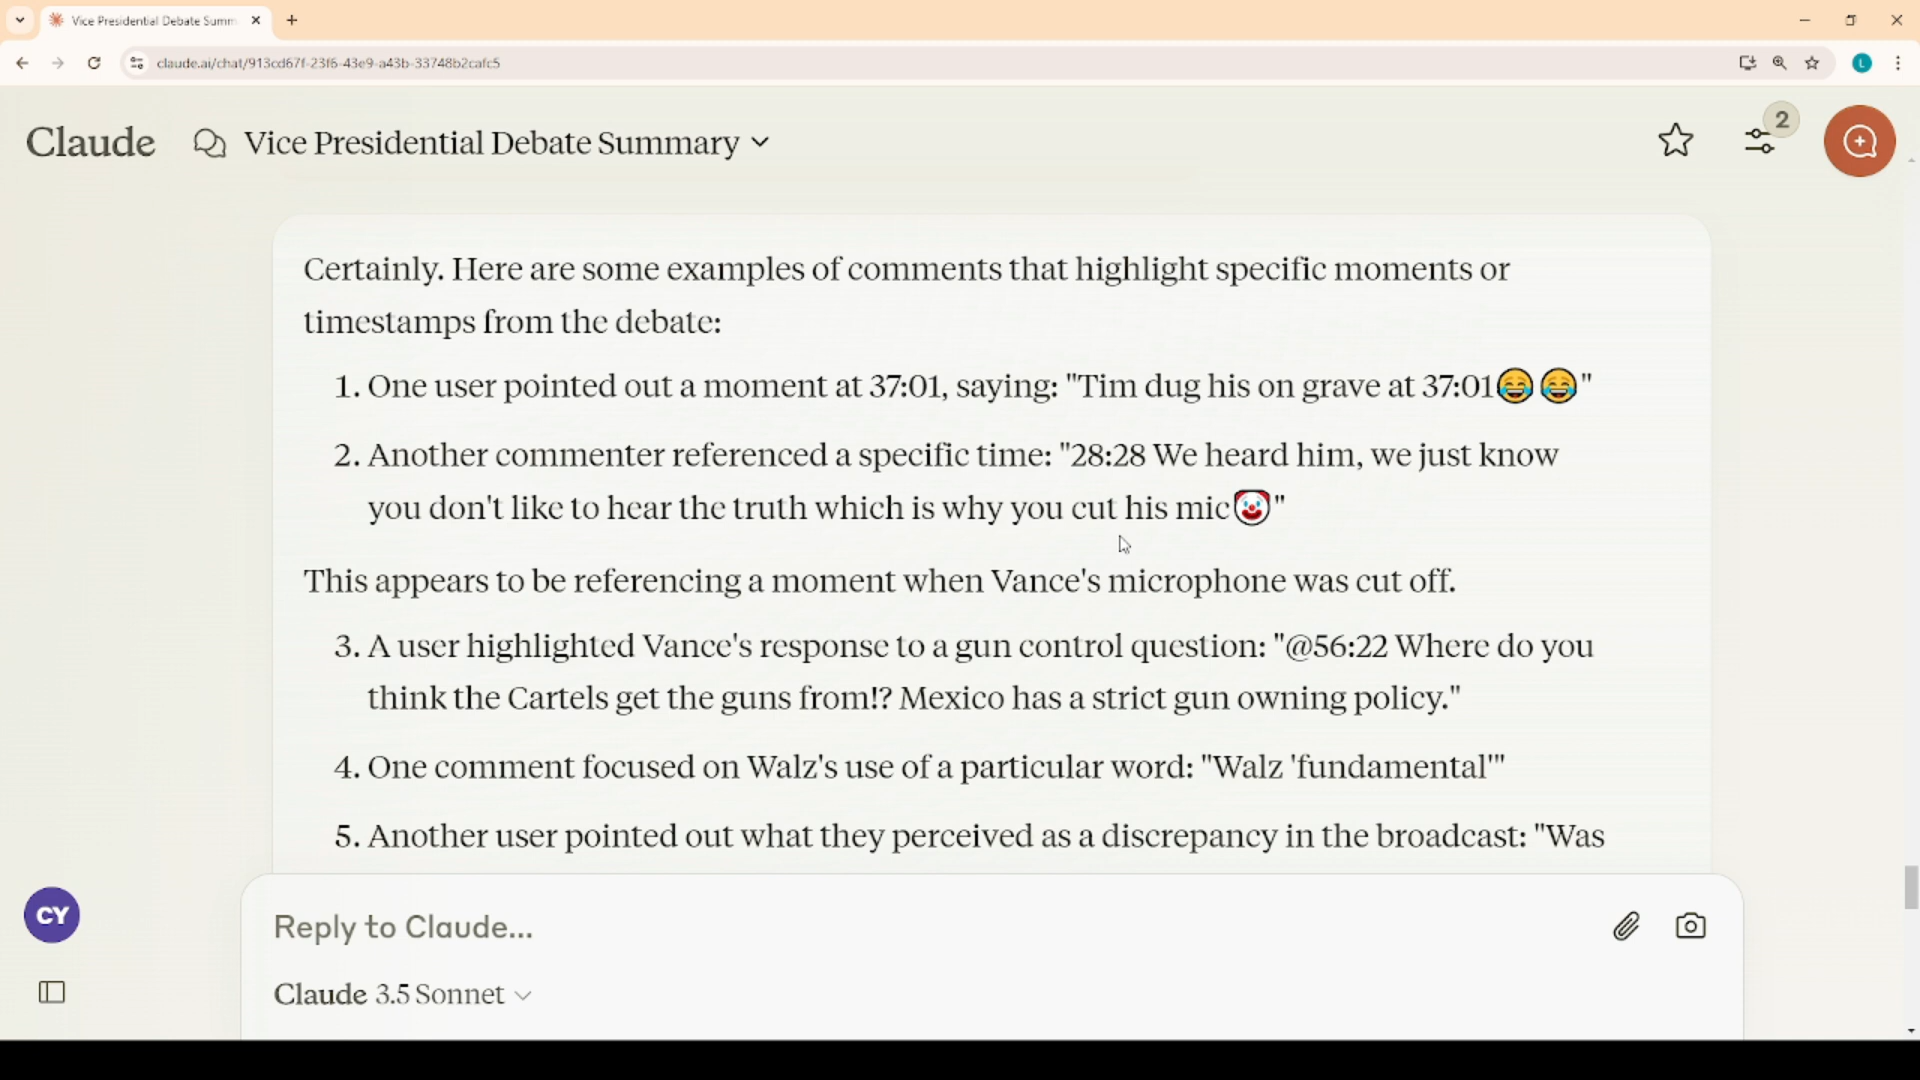 Vice Presidential Debate Summ
claude.ai/chat/913cd67f-23f6-43e9-a43b-33748b2cafc5
L
Claude
Vice Presidential Debate Summary
2
Certainly. Here are some examples of comments that highlight specific moments or
timestamps from the debate:
1. One user pointed out a moment at 37:01, saying: "Tim dug his on grave at 37:01😂😂"
2. Another commenter referenced a specific time: "28:28 We heard him, we just know
you don't like to hear the truth which is why you cut his mic🤡"
This appears to be referencing a moment when Vance's microphone was cut off.
3. A user highlighted Vance's response to a gun control question: "@56:22 Where do you
think the Cartels get the guns from!? Mexico has a strict gun owning policy."
4. One comment focused on Walz's use of a particular word: "Walz 'fundamental'"
5. Another user pointed out what they perceived as a discrepancy in the broadcast: "Was
CY
Reply to Claude...
Claude 3.5 Sonnet